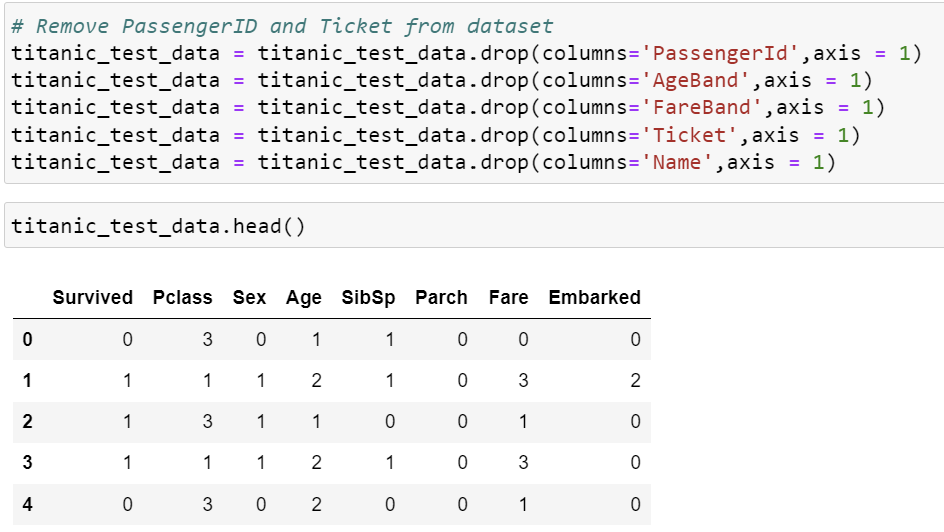 # Remove PassengerID and Ticket from dataset
titanic_test_data = titanic_test_data.drop(columns='PassengerId',axis = 1)
titanic_test_data = titanic_test_data.drop(columns='AgeBand',axis = 1)
titanic_test_data = titanic_test_data.drop(columns='FareBand',axis = 1)
titanic_test_data = titanic_test_data.drop(columns='Ticket',axis = 1)
titanic_test_data = titanic_test_data.drop(columns='Name',axis = 1)
titanic_test_data.head()
Survived Pclass Sex Age SibSp Parch Fare Embarked
0 0 3 0 1 1 0 0 0
1 1 1 1 2 1 0 3 2
2 1 3 1 1 0 0 1 0
3 1 1 1 2 1 0 3 0
4 0 3 0 2 0 0 1 0